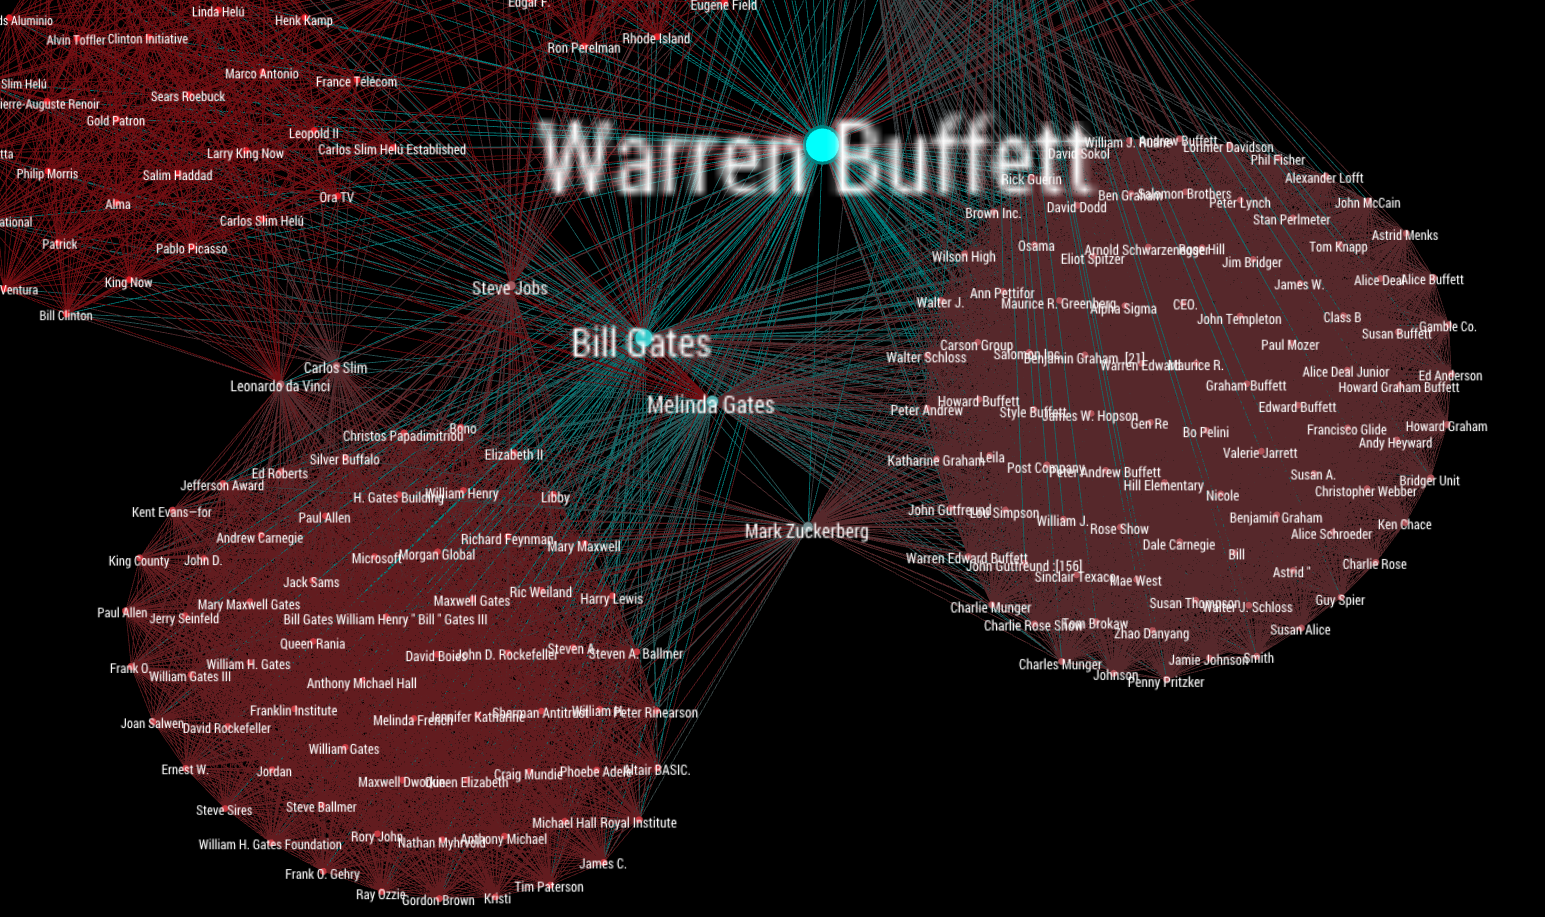 Linda Helú
Edgar F.
Eugene Field
ds Aluminio
Henk Kamp
Alvin Toffler
Clinton Initiative
Ron Perelman
Rhode Island
Slim Helú
Marco Antonio
France Télécom
ierre-Auguste Renoir
Sears Roebuck
Gold Patron
Leopold II
Warren Buffett
William J. Ruane
Andrew Buffett
Lorimer Davidson
David Sokol
Phil Fisher
tta
Larry King Now
Carlos Slim Helú Established
Philip Morris
Salim Haddad
Rick Guerin
Alexander Lofft
Alma
Ora TV
Ben Graham
Salomon Brothers
Peter Lynch
John McCain
ational
Carlos Slim Helú
Brown Inc.
David Dodd
Stan Perlmeter
Astrid Menks
Patrick
Pablo Picasso
Wilson High
Osama
Eliot Spitzer
Arnold Schwarzenegger
Rose Hill
Jim Bridger
Tom Knapp
King Now
Steve Jobs
Ventura
Ann Pettifor
James W.
Alice Deal
Alice Buffett
Bill Clinton
Walter J.
Maurice R. Greenberg
Alpha Sigma
CEO.
John Templeton
Class B
Susan Buffett
Gamble Co.
Bill Gates
Carson Group
Walter Schloss
Salomon Inc.
Benjamin Graham .[21]
Warren Edward
Maurice R.
Paul Mozer
Carlos Slim
Leonardo da Vinci
Graham Buffett
Alice Deal Junior
Howard Graham Buffett
Ed Anderson
Melinda Gates
Peter Andrew
Howard Buffett
Style Buffett
James W. Hopson
Gen Re
Edward Buffett
Christos Papadimitriou
Bono
Bo Pelini
Francisco Glide
Howard Graham
Andy Heyward
Silver Buffalo
Elizabeth II
Katharine Graham
Leila
Post Company
Peter Andrew Buffett
Valerie Jarrett
Ed Roberts
Jefferson Award
H. Gates Building
William Henry
Libby
Hill Elementary
Nicole
Susan A.
Christopher Webber
Bridger Unit
Kent Evans—for
Paul Allen
John Gutfreund
Lou Simpson
William J.
Rose Show
Benjamin Graham
Ken Chace
Andrew Carnegie
Richard Feynman
Mary Maxwell
Mark Zuckerberg
Dale Carnegie
Alice Schroeder
King County
John D.
Microsoft
Morgan Global
Warren Edward Buffett
John Gutfreund :[156]
Bill
Charlie Rose
Jack Sams
Ric Weiland
Harry Lewis
Sinclair Texaco
Mae West
Astrid "
Paul Allen
Jerry Seinfeld
Mary Maxwell Gates
Bill Gates William Henry " Bill " Gates III
Maxwell Gates
Charlie Munger
Susan Thompson
Walter J. Schloss
Guy Spier
Queen Rania
Charlie Rose Show
Tom Brokaw
Zhao Danyang
Susan Alice
Frank O.
William H. Gates
William Gates III
David Boies
John D. Rockefeller
Steven A.
Steven A. Ballmer
Charles Munger
Johnson
Jamie Johnson
Smith
Penny Pritzker
Anthony Michael Hall
Joan Salwen
David Rockefeller
Franklin Institute
Melinda French
Jennifer Katharine
Sherman Antitrust
William H.
Peter Rinearson
William Gates
Ernest W.
Jordan
Maxwell Dworkin
Queen Elizabeth
Craig Mundie
Phoebe Adele
Altair BASIC.
Steve Sires
Steve Ballmer
Michael Hall
Royal Institute
William H. Gates Foundation
Rory John
Nathan Myhrvold
Anthony Michael
Frank O. Gehry
James C.
Ray Ozzie
Gordon Brown
Kristi
Tim Paterson